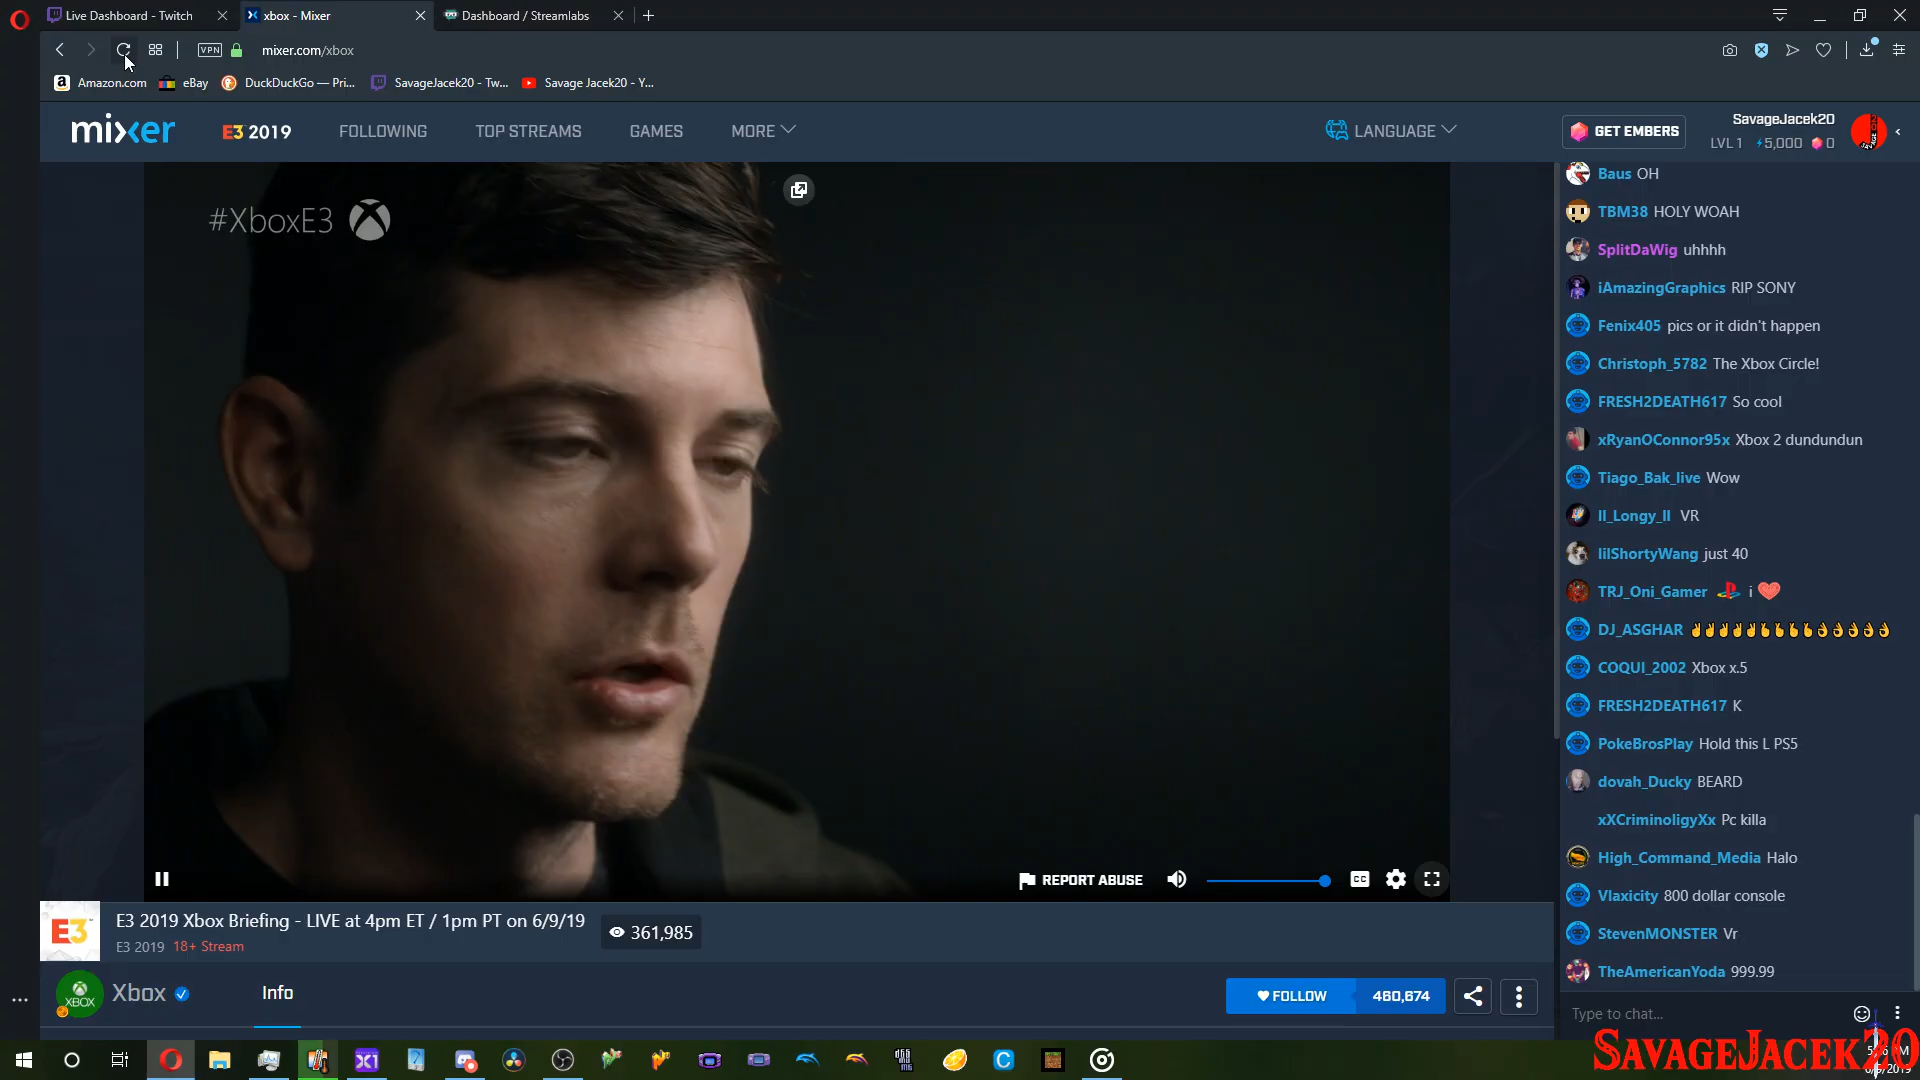 Live Dashboard - Twitch
xbox - Mixer
Dashboard / Streamlabs
VPN
mixer.com/xbox
Amazon.com
eBay
DuckDuckGo — Pri...
SavageJacek20 - Tw...
Savage Jacek20 - Y...
mixer
E3 2019
FOLLOWING
TOP STREAMS
GAMES
MORE
LANGUAGE
GET EMBERS
SavageJacek20
LVL 1
5,000
0
#XboxE3
Baus OH
TBM38 HOLY WOAH
SplitDaWig uhhhh
iAmazingGraphics RIP SONY
Fenix405 pics or it didn't happen
Christoph_5782 The Xbox Circle!
FRESH2DEATH617 So cool
xRyanOConnor95x Xbox 2 dundundun
Tiago_Bak_live Wow
II_Longy_II VR
lilShortyWang just 40
TRJ_Oni_Gamer i
DJ_ASGHAR
COQUI_2002 Xbox x.5
FRESH2DEATH617 K
PokeBrosPlay Hold this L PS5
dovah_Ducky BEARD
xXCriminoligyXx Pc killa
High_Command_Media Halo
Vlaxicity 800 dollar console
StevenMONSTER Vr
TheAmericanYoda 999.99
REPORT ABUSE
CC
E3
E3 2019 Xbox Briefing - LIVE at 4pm ET / 1pm PT on 6/9/19
361,985
E3 2019 18+ Stream
XBOX
Xbox
Info
FOLLOW
460,674
Type to chat...
SavageJacek20